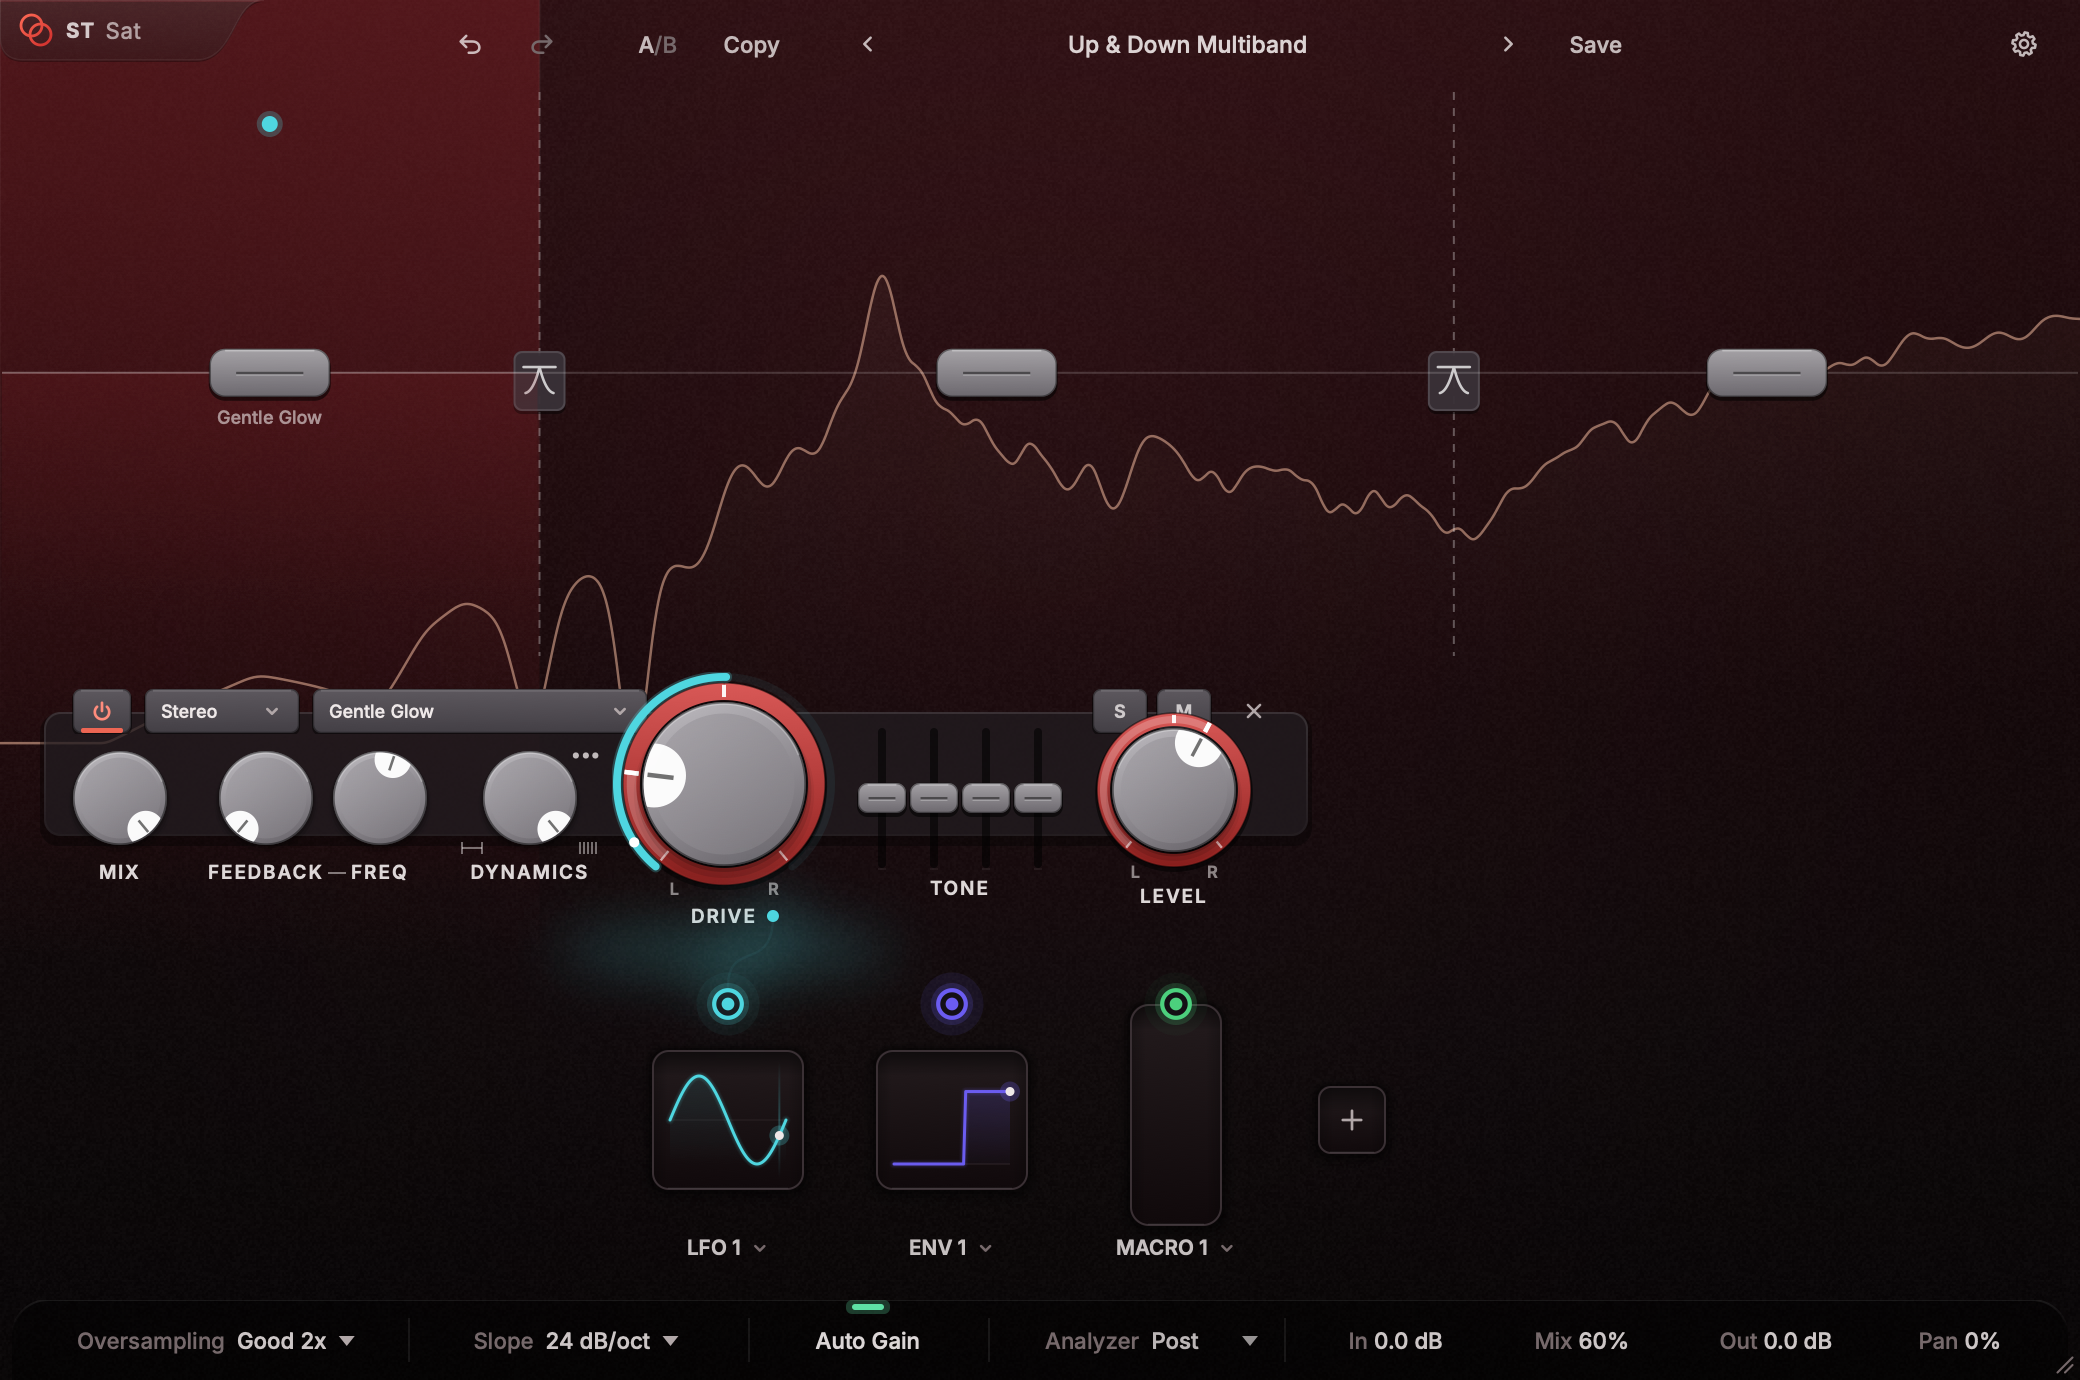 ST Sat
A/B Copy Up & Down Multiband Save
Gentle Glow
Stereo Gentle Glow S M
MIX FEEDBACK — FREQ DYNAMICS
L R
DRIVE
TONE
L R
LEVEL
LFO 1 ENV 1 MACRO 1
Oversampling Good 2x Slope 24 dB/oct Auto Gain Analyzer Post In 0.0 dB Mix 60% Out 0.0 dB Pan 0%